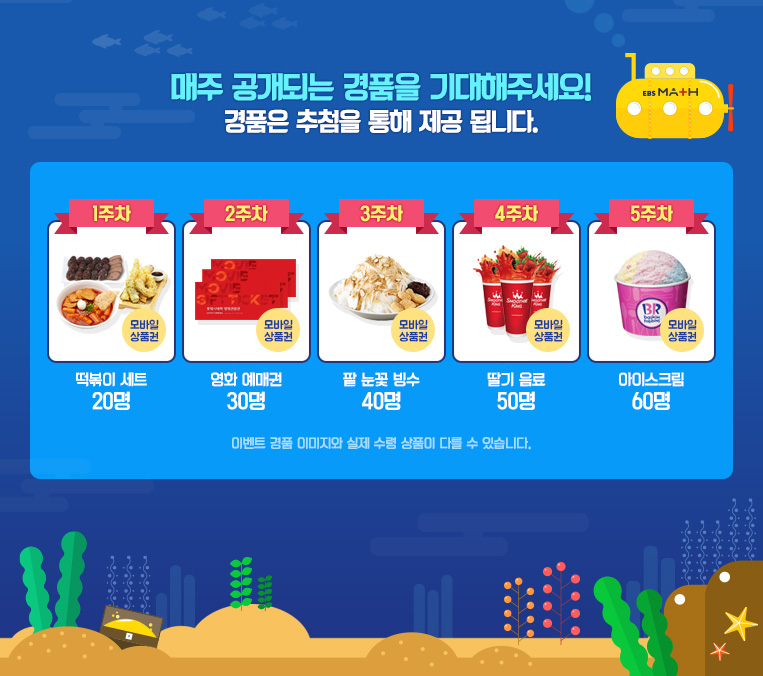 매주 공개되는 경품을 기대해주세요!
경품은 추첨을 통해 제공 됩니다.
EBS MATH
1주차
2주차
3주차
4주차
5주차
모바일
상품권
모바일
상품권
모바일
상품권
모바일
상품권
모바일
상품권
SMOOTHIE
KING
BR
baskin
robbins
떡볶이 세트
20명
영화 예매권
30명
팥 눈꽃 빙수
40명
딸기 음료
50명
아이스크림
60명
이벤트 경품 이미지와 실제 수령 상품이 다를 수 있습니다.